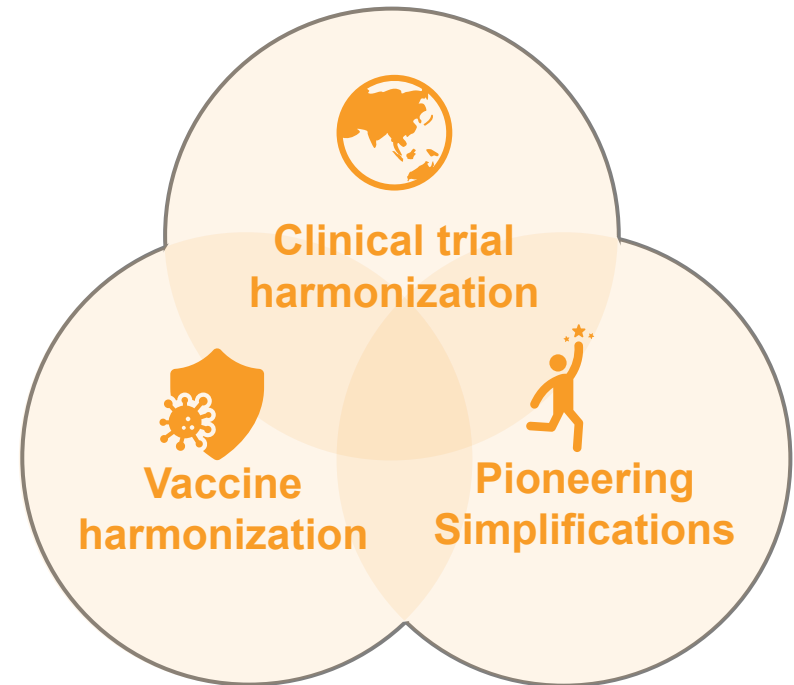 Clinical trial
harmonization
Vaccine
harmonization
Pioneering
Simplifications